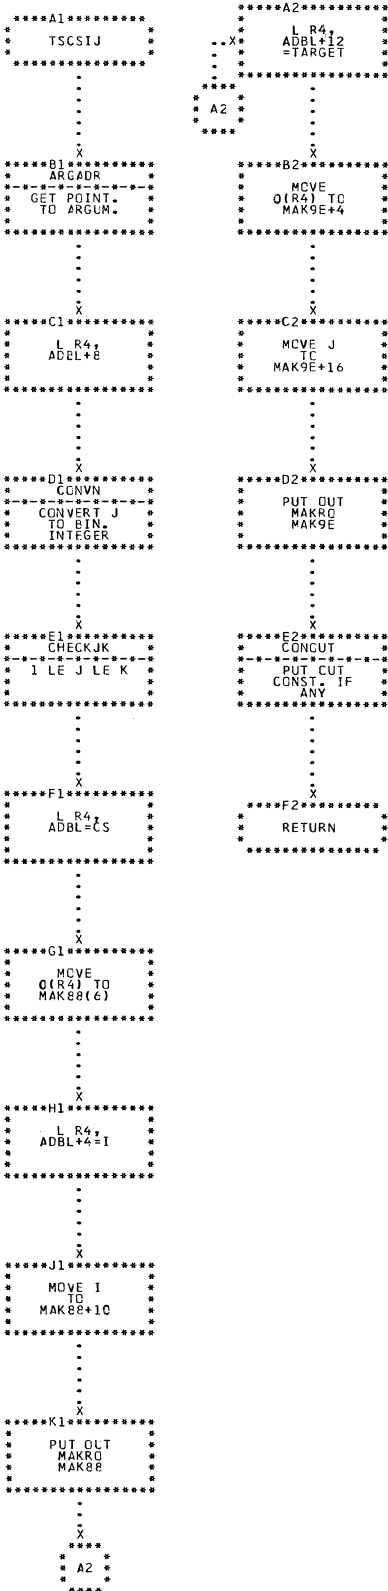 A1
TSCSIJ
B1
ARGADR
GET POINT.
TO ARGUM.
C1
L R4,
ADBL+8
D1
CONVN
CONVERT J
TO BIN.
INTEGER
E1
CHECKJK
1 LE J LE K
F1
L R4,
ADBL=CS
G1
MOVE
0(R4) TO
MAK88(6)
H1
L R4,
ADBL+4=I
J1
MOVE I
TO
MAK88+10
K1
PUT OUT
MAKRO
MAK88
A2
A2
L R4,
ADBL+12
=TARGET
A2
B2
MOVE
0(R4) TO
MAK9E+4
C2
MOVE J
TO
MAK9E+16
D2
PUT OUT
MAKRO
MAK9E
E2
CONOUT
PUT OUT
CONST. IF
ANY
F2
RETURN